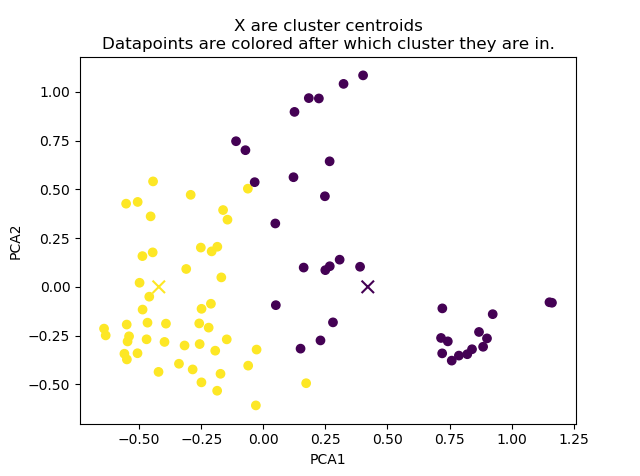 X are cluster centroids
Datapoints are colored after which cluster they are in.
1.00
0.75
0.50
0.25
0.00
−0.25
−0.50
PCA2
−0.50 −0.25 0.00 0.25 0.50 0.75 1.00 1.25
PCA1